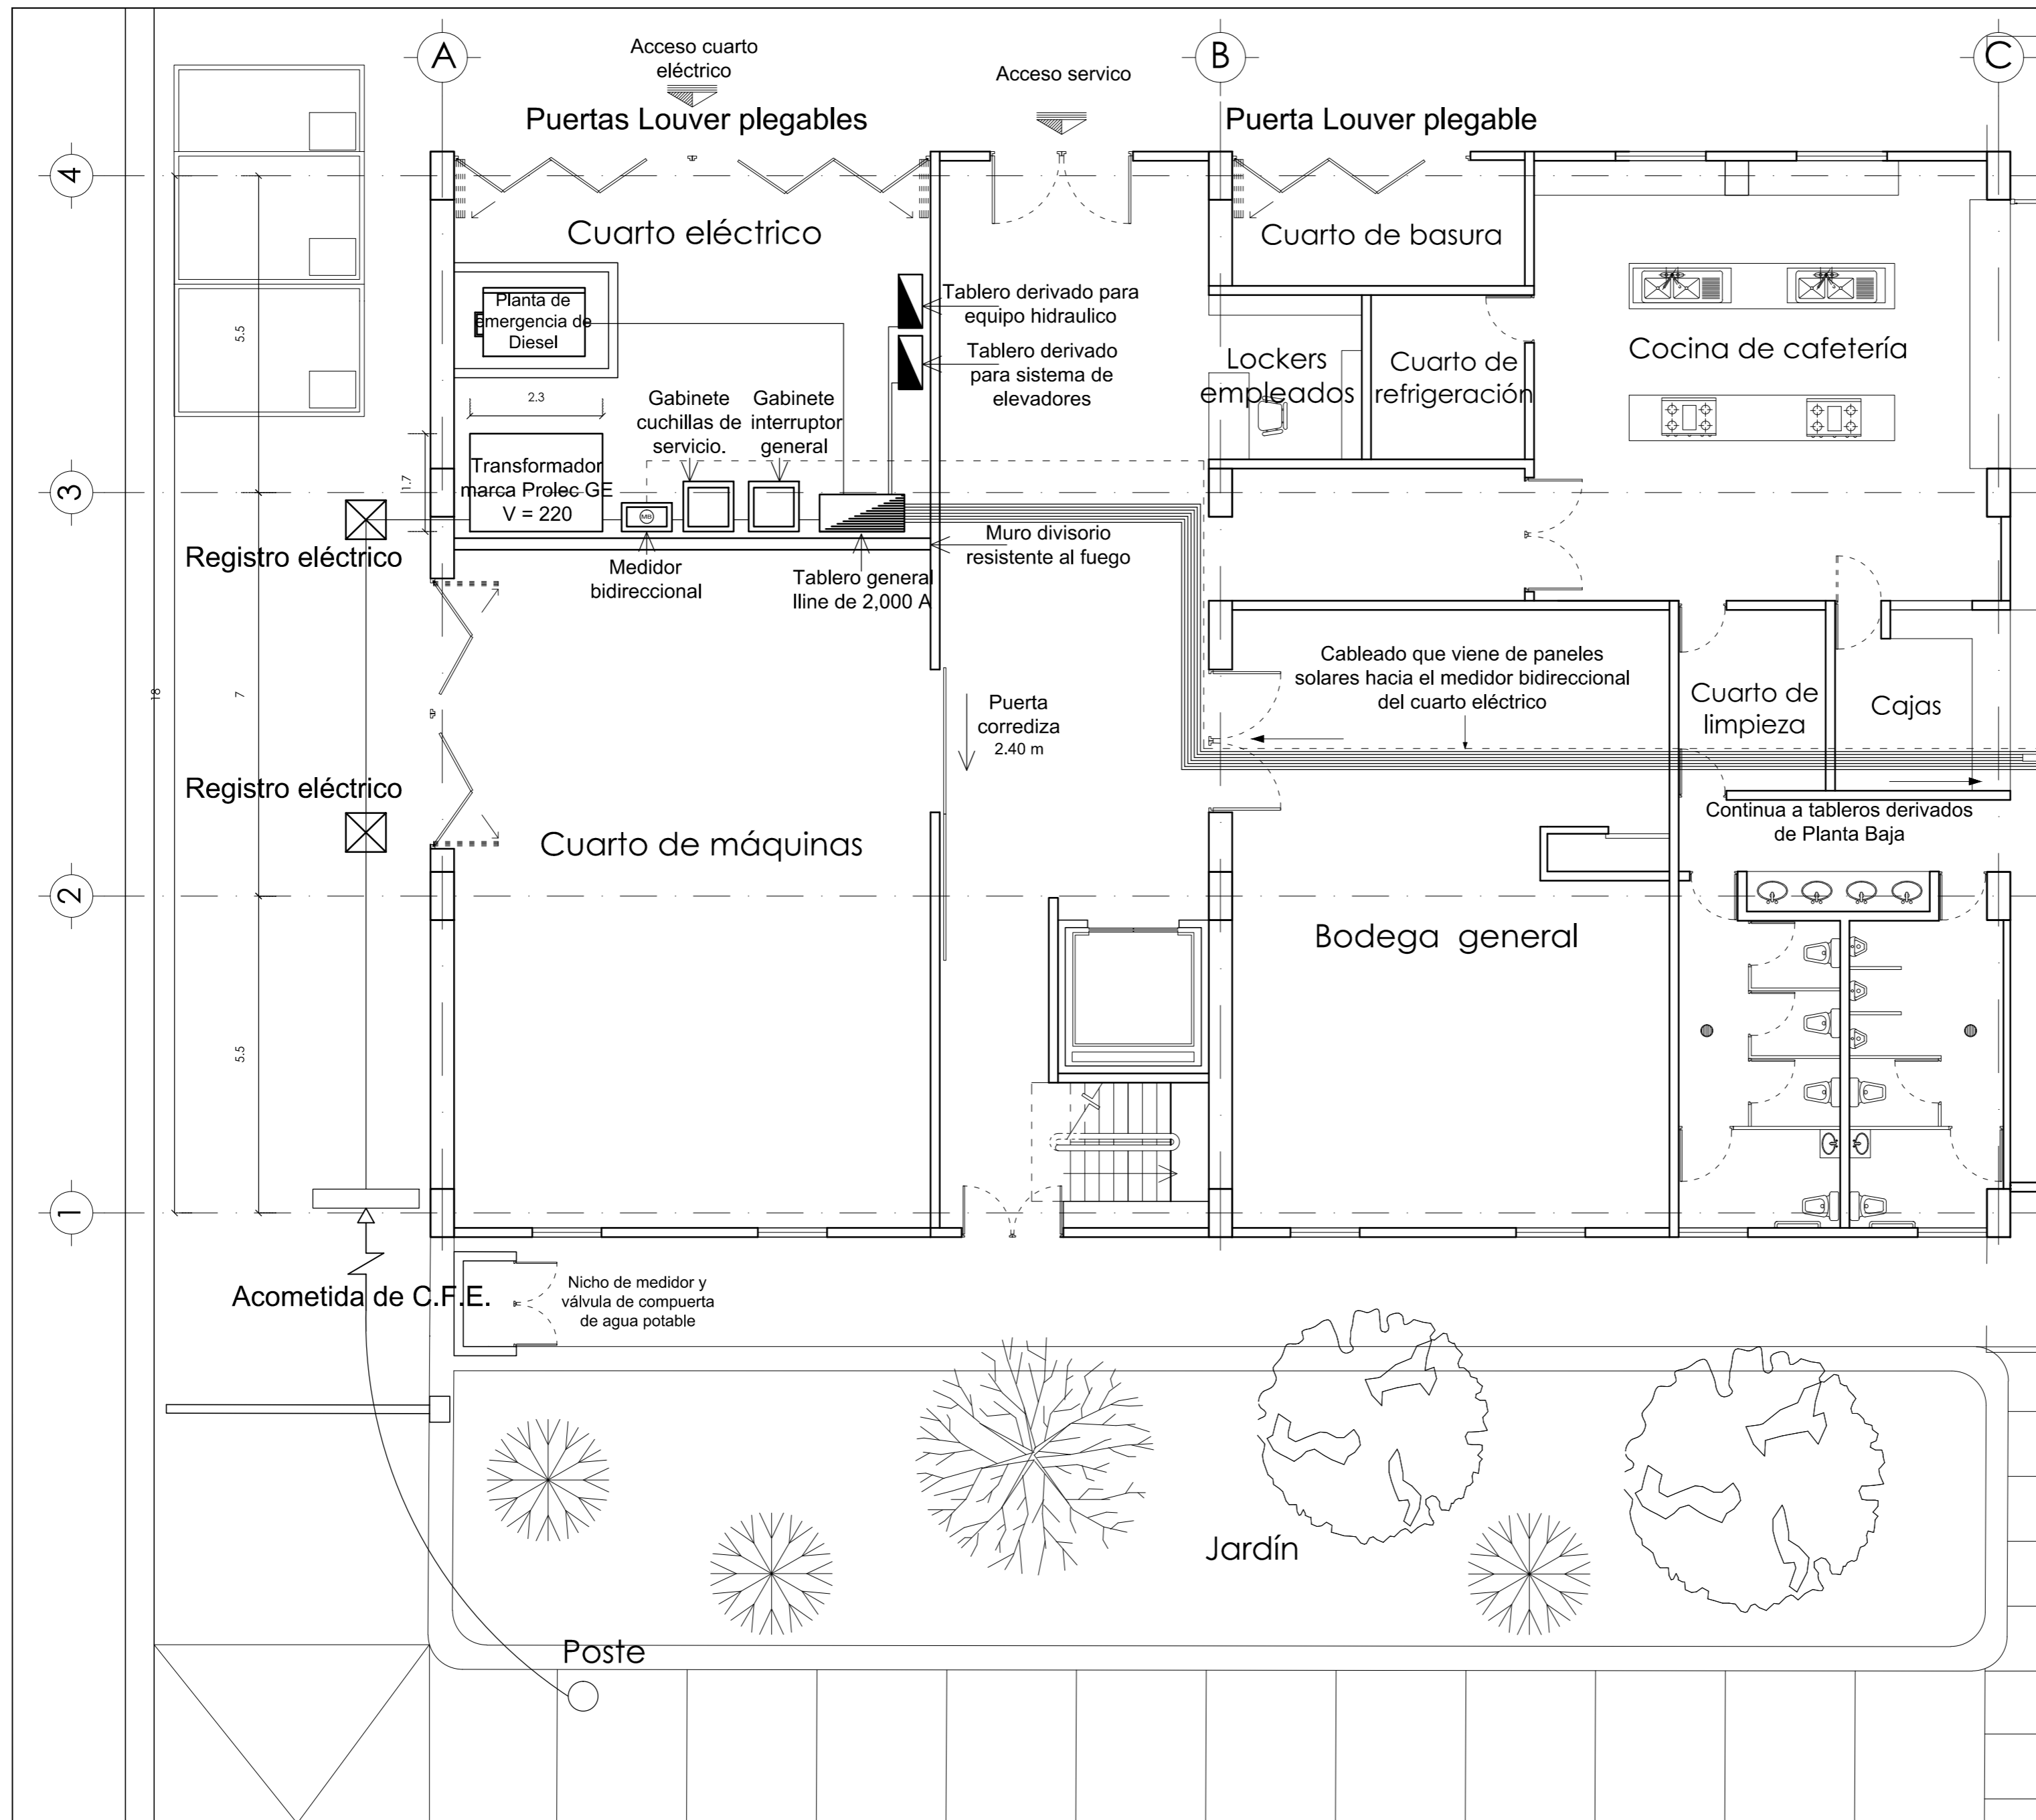 A
B
C
Acceso cuarto
eléctrico
Acceso servico
Puertas Louver plegables
Puerta Louver plegable
4
Cuarto eléctrico
Cuarto de basura
Planta de
emergencia de
Diesel
Tablero derivado para
equipo hidraulico
Tablero derivado
para sistema de
elevadores
Lockers
empleados
Cuarto de
refrigeración
Cocina de cafetería
5.5
2.3
Gabinete
cuchillas de
servicio.
Gabinete
interruptor
general
1.7
Transformador
marca Prolec GE
V = 220
3
MB
Registro eléctrico
Medidor
bidireccional
Tablero general
Iline de 2,000 A
Muro divisorio
resistente al fuego
Cableado que viene de paneles
solares hacia el medidor bidireccional
del cuarto eléctrico
Cuarto de
limpieza
Cajas
18
7
Puerta
corrediza
2.40 m
Registro eléctrico
Cuarto de máquinas
Continua a tableros derivados
de Planta Baja
2
Bodega general
5.5
1
Acometida de C.F.E.
Nicho de medidor y
válvula de compuerta
de agua potable
Jardín
Poste